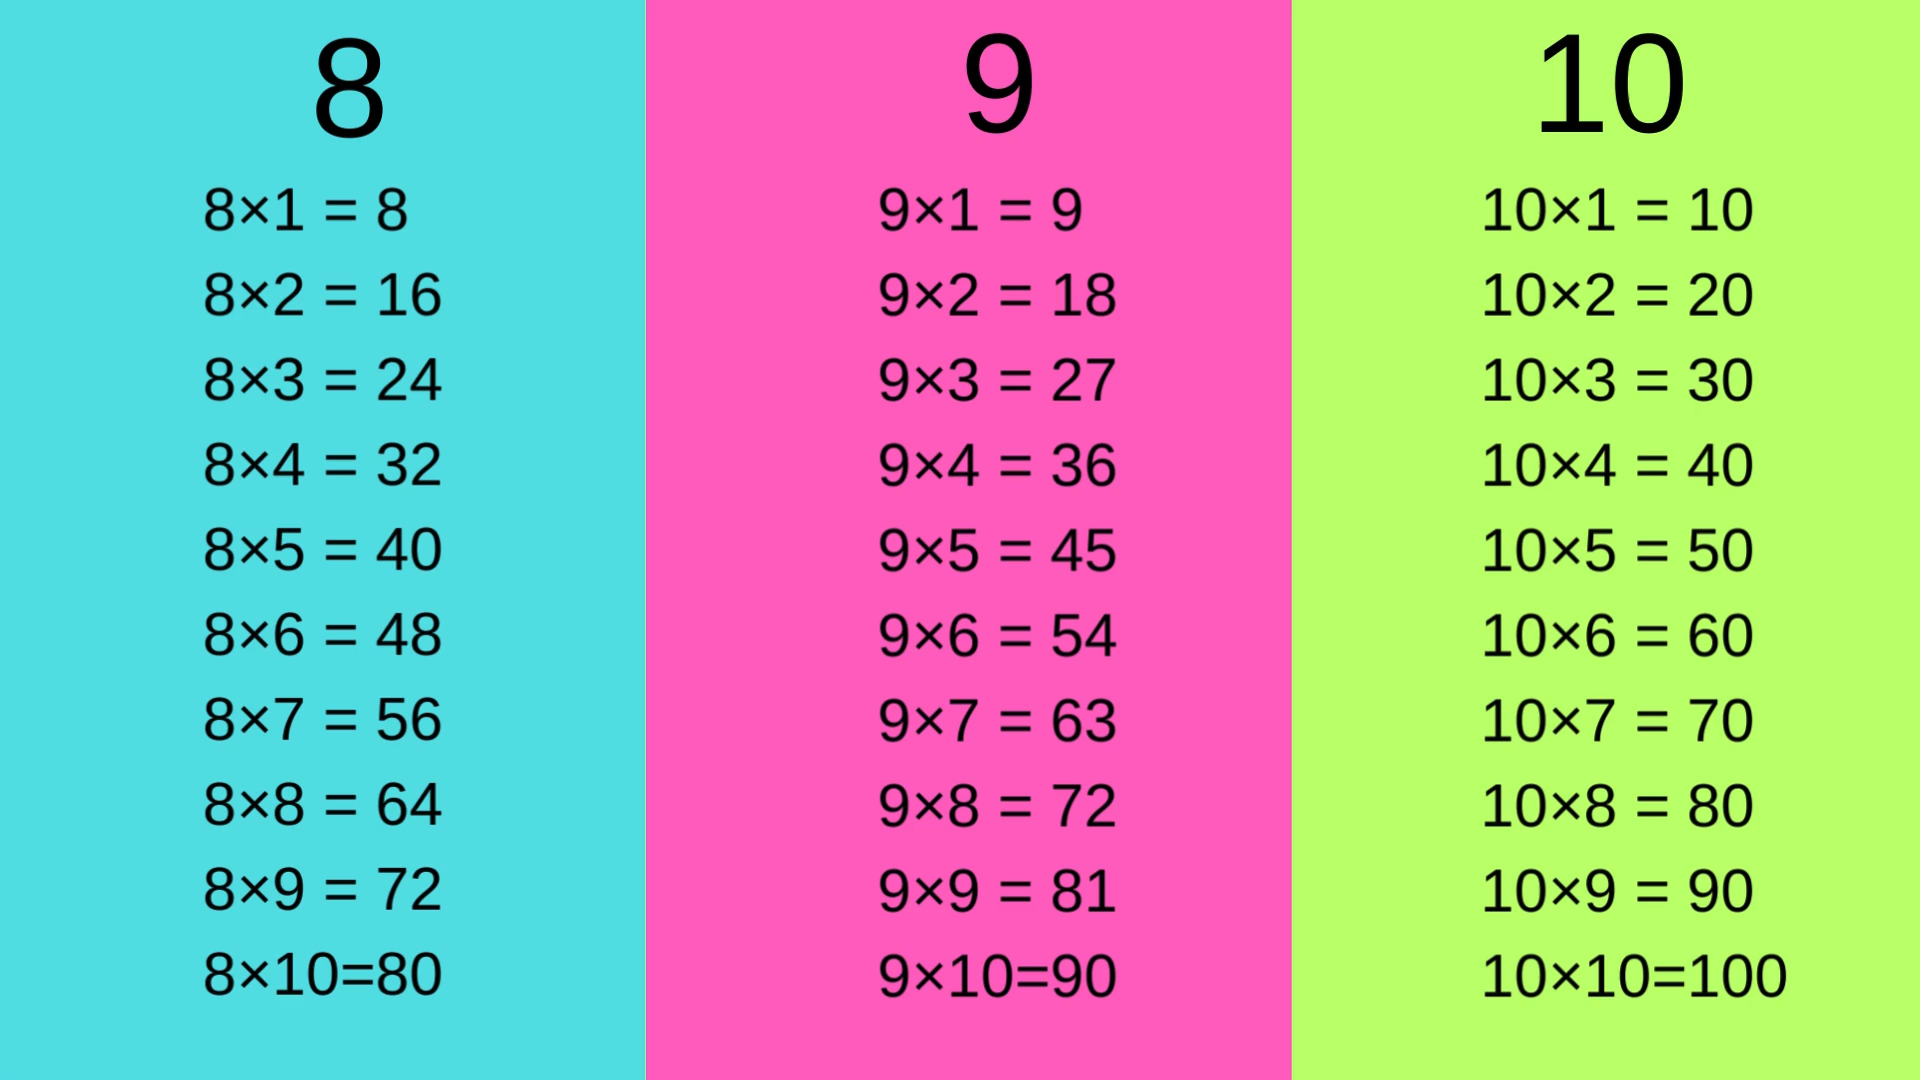 8
8×1 = 8
8×2 = 16
8×3 = 24
8×4 = 32
8×5 = 40
8×6 = 48
8×7 = 56
8×8 = 64
8×9 = 72
8×10=80
9
9×1 = 9
9×2 = 18
9×3 = 27
9×4 = 36
9×5 = 45
9×6 = 54
9×7 = 63
9×8 = 72
9×9 = 81
9×10=90
10
10×1 = 10
10×2 = 20
10×3 = 30
10×4 = 40
10×5 = 50
10×6 = 60
10×7 = 70
10×8 = 80
10×9 = 90
10×10=100